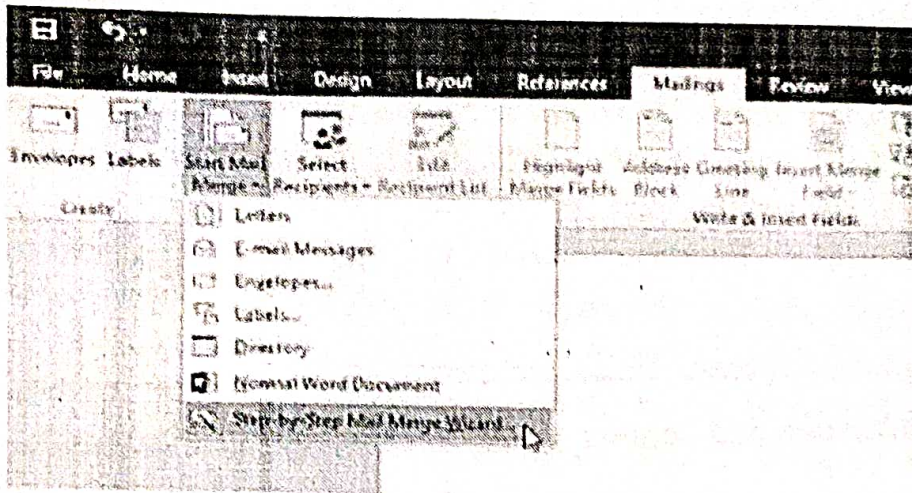 File Home Insert Design Layout References Mailings Review View
Envelopes Labels Start Mail Merge Select Recipients Edit Recipient List Highlight Merge Fields Address Block Greeting Line Insert Merge Field
Create Write & Insert Fields
Letters
E-mail Messages
Envelopes...
Labels...
Directory
Normal Word Document
Step-by-Step Mail Merge Wizard...